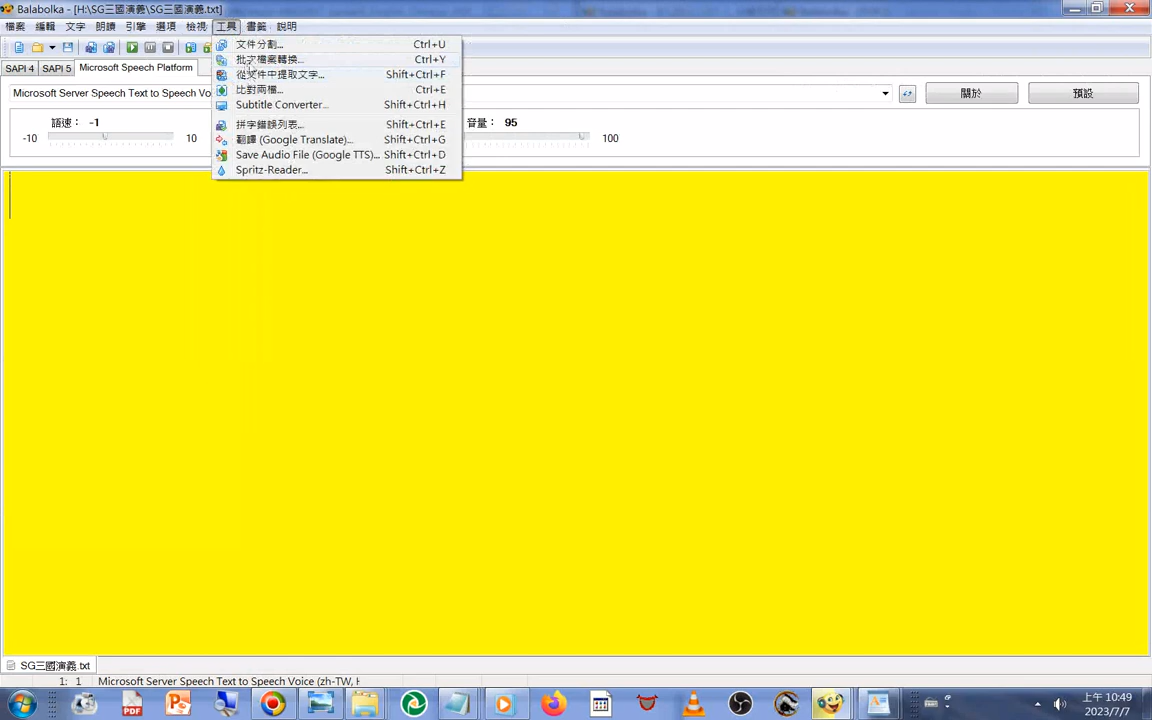 Balabolka - [H:\SG三國演義\SG三國演義.txt]
檔案 編輯 文字 朗讀 引擎 選項 檢視 工具 書籤 說明
文件分割... Ctrl+U
批次檔案轉換... Ctrl+Y
從文件中提取文字... Shift+Ctrl+F
比對兩檔... Ctrl+E
Subtitle Converter... Shift+Ctrl+H
拼字錯誤列表... Shift+Ctrl+E
翻譯 (Google Translate)... Shift+Ctrl+G
Save Audio File (Google TTS)... Shift+Ctrl+D
Spritz-Reader... Shift+Ctrl+Z
SAPI 4 SAPI 5 Microsoft Speech Platform
Microsoft Server Speech Text to Speech Vo
關於 預設
語速： -1 音量： 95
-10 10 100
SG三國演義.txt
1: 1 Microsoft Server Speech Text to Speech Voice (zh-TW, H
PDF
上午 10:49
2023/7/7